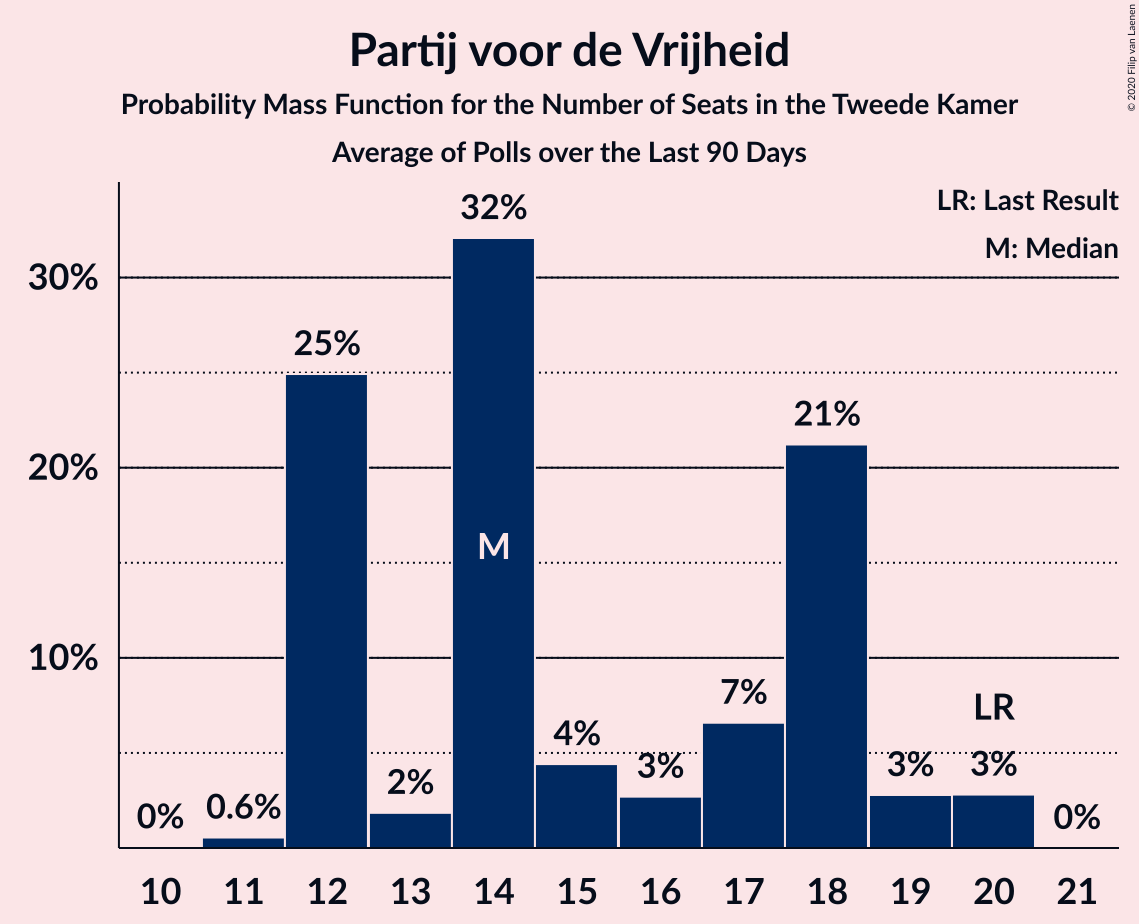 Partij voor de Vrijheid
Probability Mass Function for the Number of Seats in the Tweede Kamer
Average of Polls over the Last 90 Days
© 2020 Filip van Laenen
LR: Last Result
M: Median
30%
20%
10%
0%
0.6%
25%
2%
32%
M
4%
3%
7%
21%
3%
LR
3%
0%
10 11 12 13 14 15 16 17 18 19 20 21